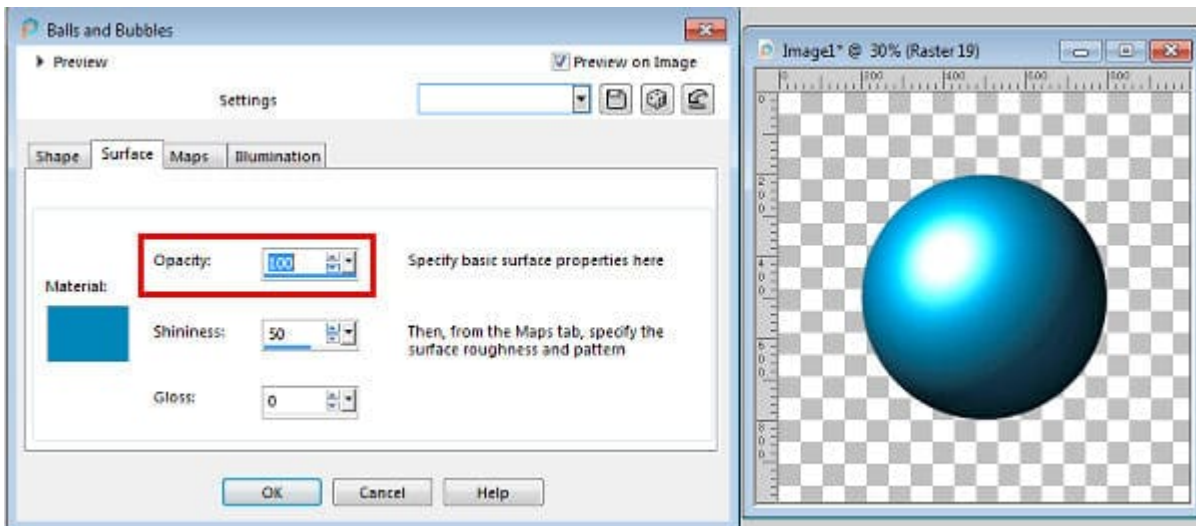 Balls and Bubbles
Preview
Preview on Image
Settings
Shape Surface Maps Illumination
Opacity: 100
Specify basic surface properties here
Material:
Shininess: 50
Then, from the Maps tab, specify the
surface roughness and pattern
Gloss: 0
OK Cancel Help
Image1* @ 30% (Raster 19)